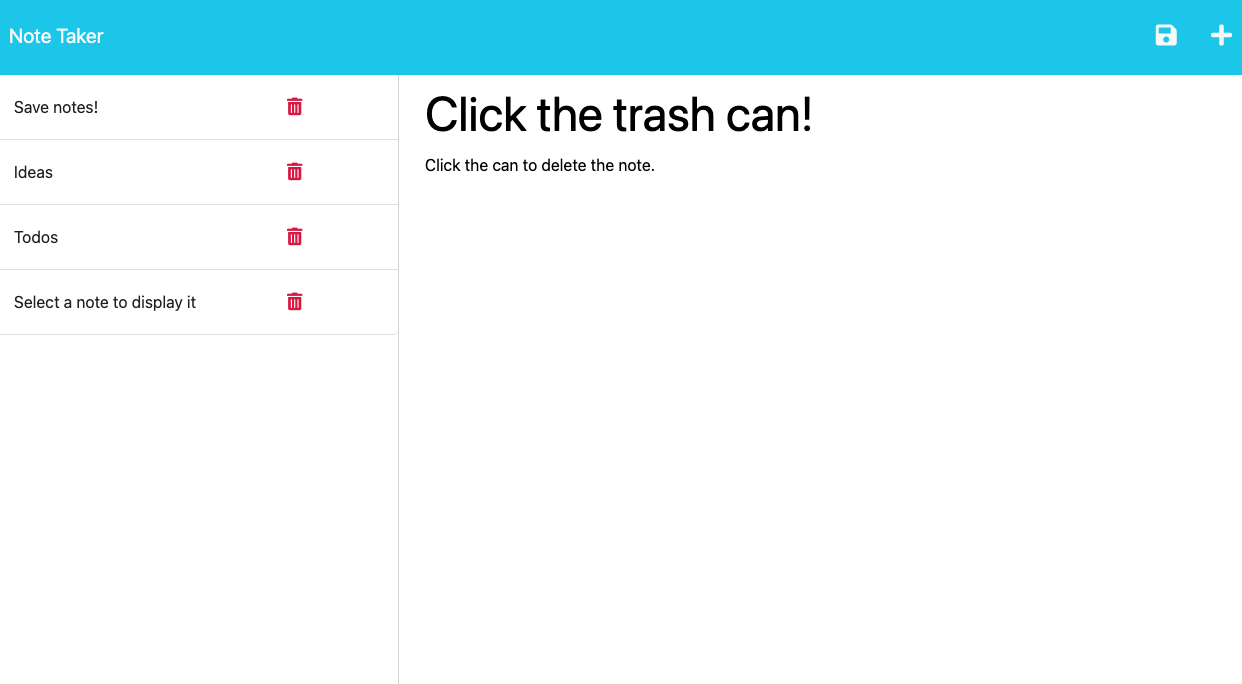 Note Taker
Save notes!
Ideas
Todos
Select a note to display it
Click the trash can!
Click the can to delete the note.